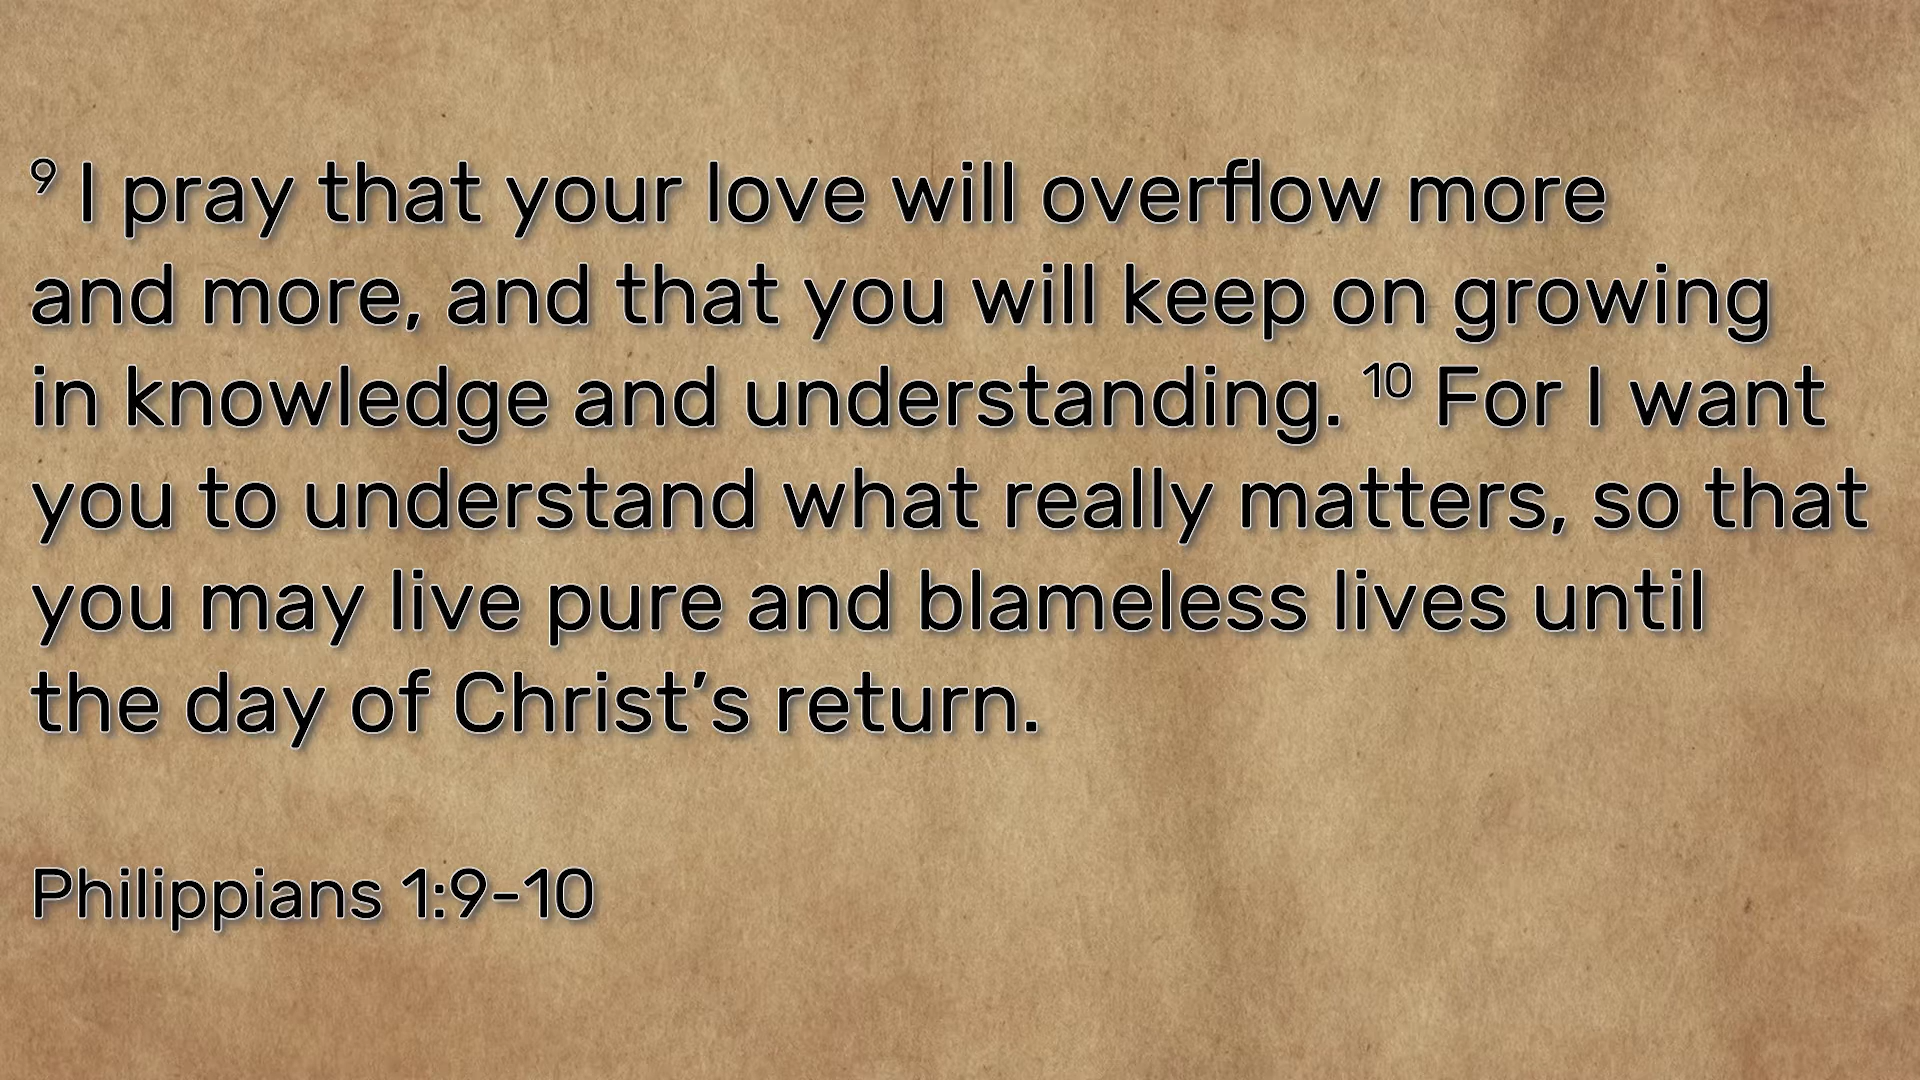 ⁹ I pray that your love will overflow more
and more, and that you will keep on growing
in knowledge and understanding. ¹⁰ For I want
you to understand what really matters, so that
you may live pure and blameless lives until
the day of Christ’s return.
Philippians 1:9-10